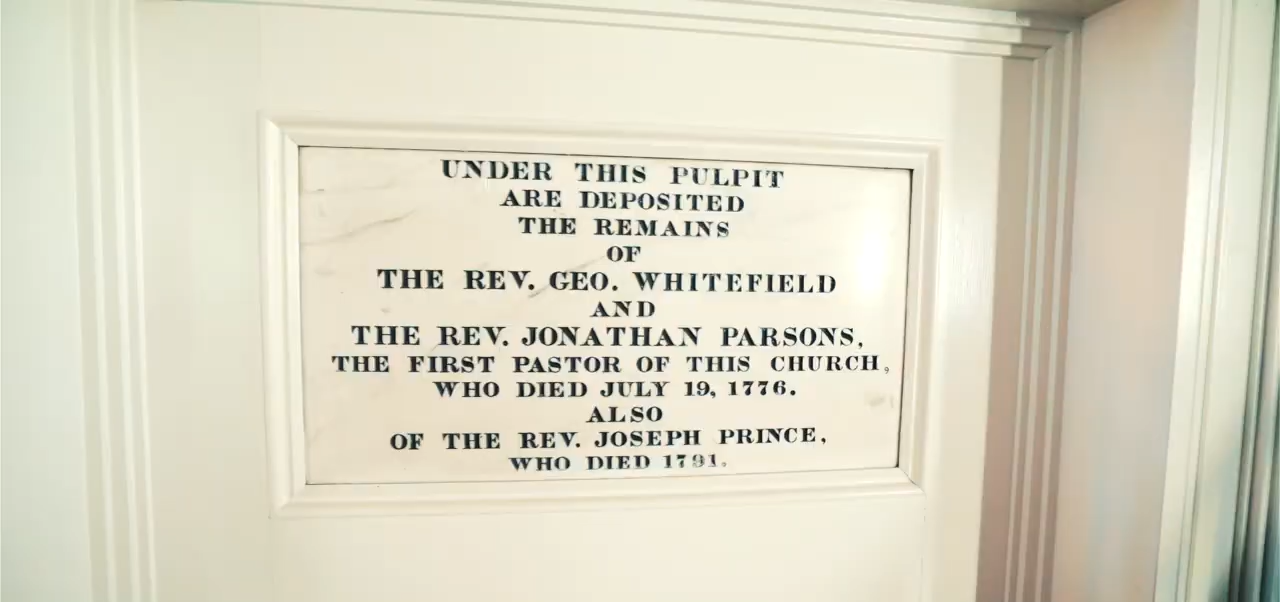 UNDER THIS PULPIT
ARE DEPOSITED
THE REMAINS
OF
THE REV. GEO. WHITEFIELD
AND
THE REV. JONATHAN PARSONS,
THE FIRST PASTOR OF THIS CHURCH,
WHO DIED JULY 19, 1776.
ALSO
OF THE REV. JOSEPH PRINCE,
WHO DIED 1791.